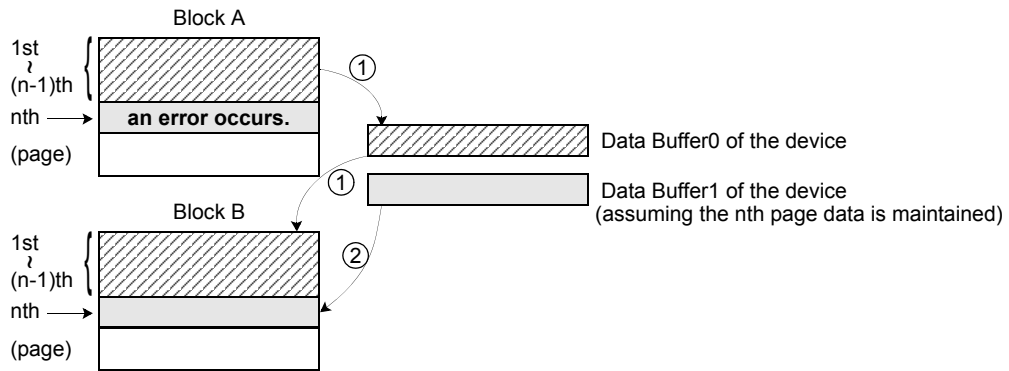 Block A
1st
~
(n-1)th
{
nth
an error occurs.
(page)
1
Data Buffer0 of the device
1
Data Buffer1 of the device
(assuming the nth page data is maintained)
Block B
1st
~
(n-1)th
{
2
nth
(page)